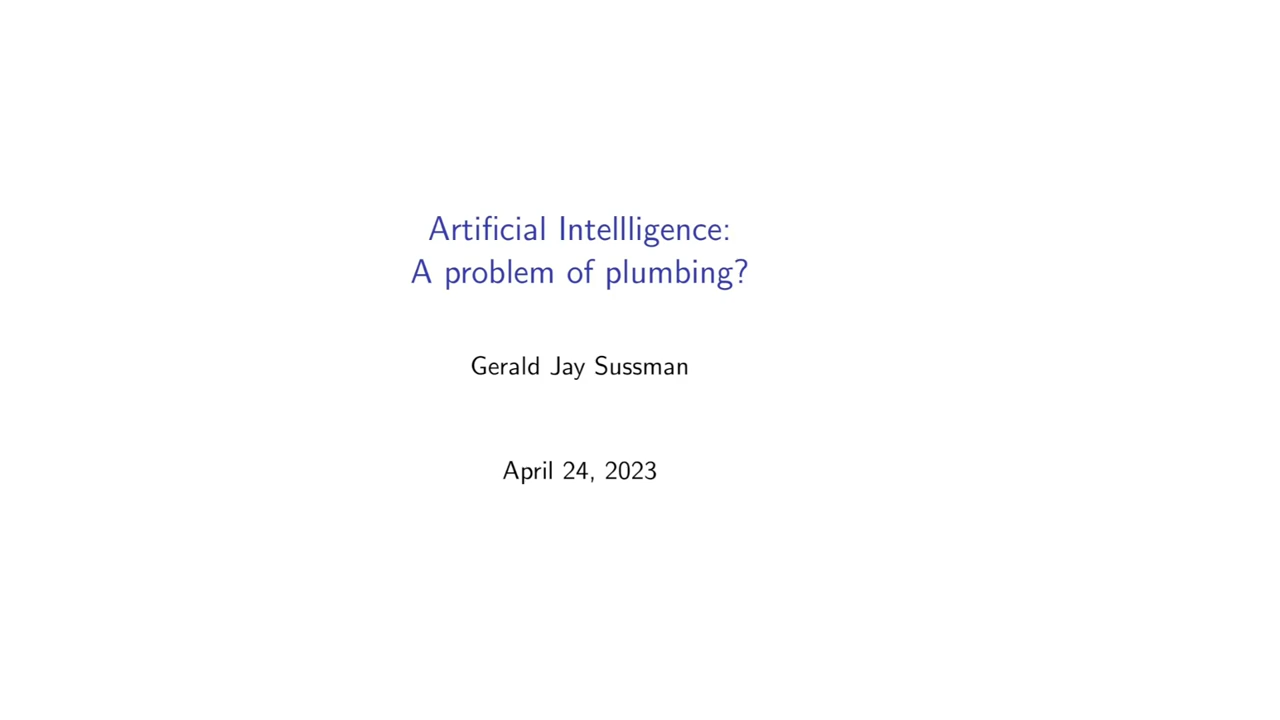 Artificial Intellligence:
A problem of plumbing?
Gerald Jay Sussman
April 24, 2023